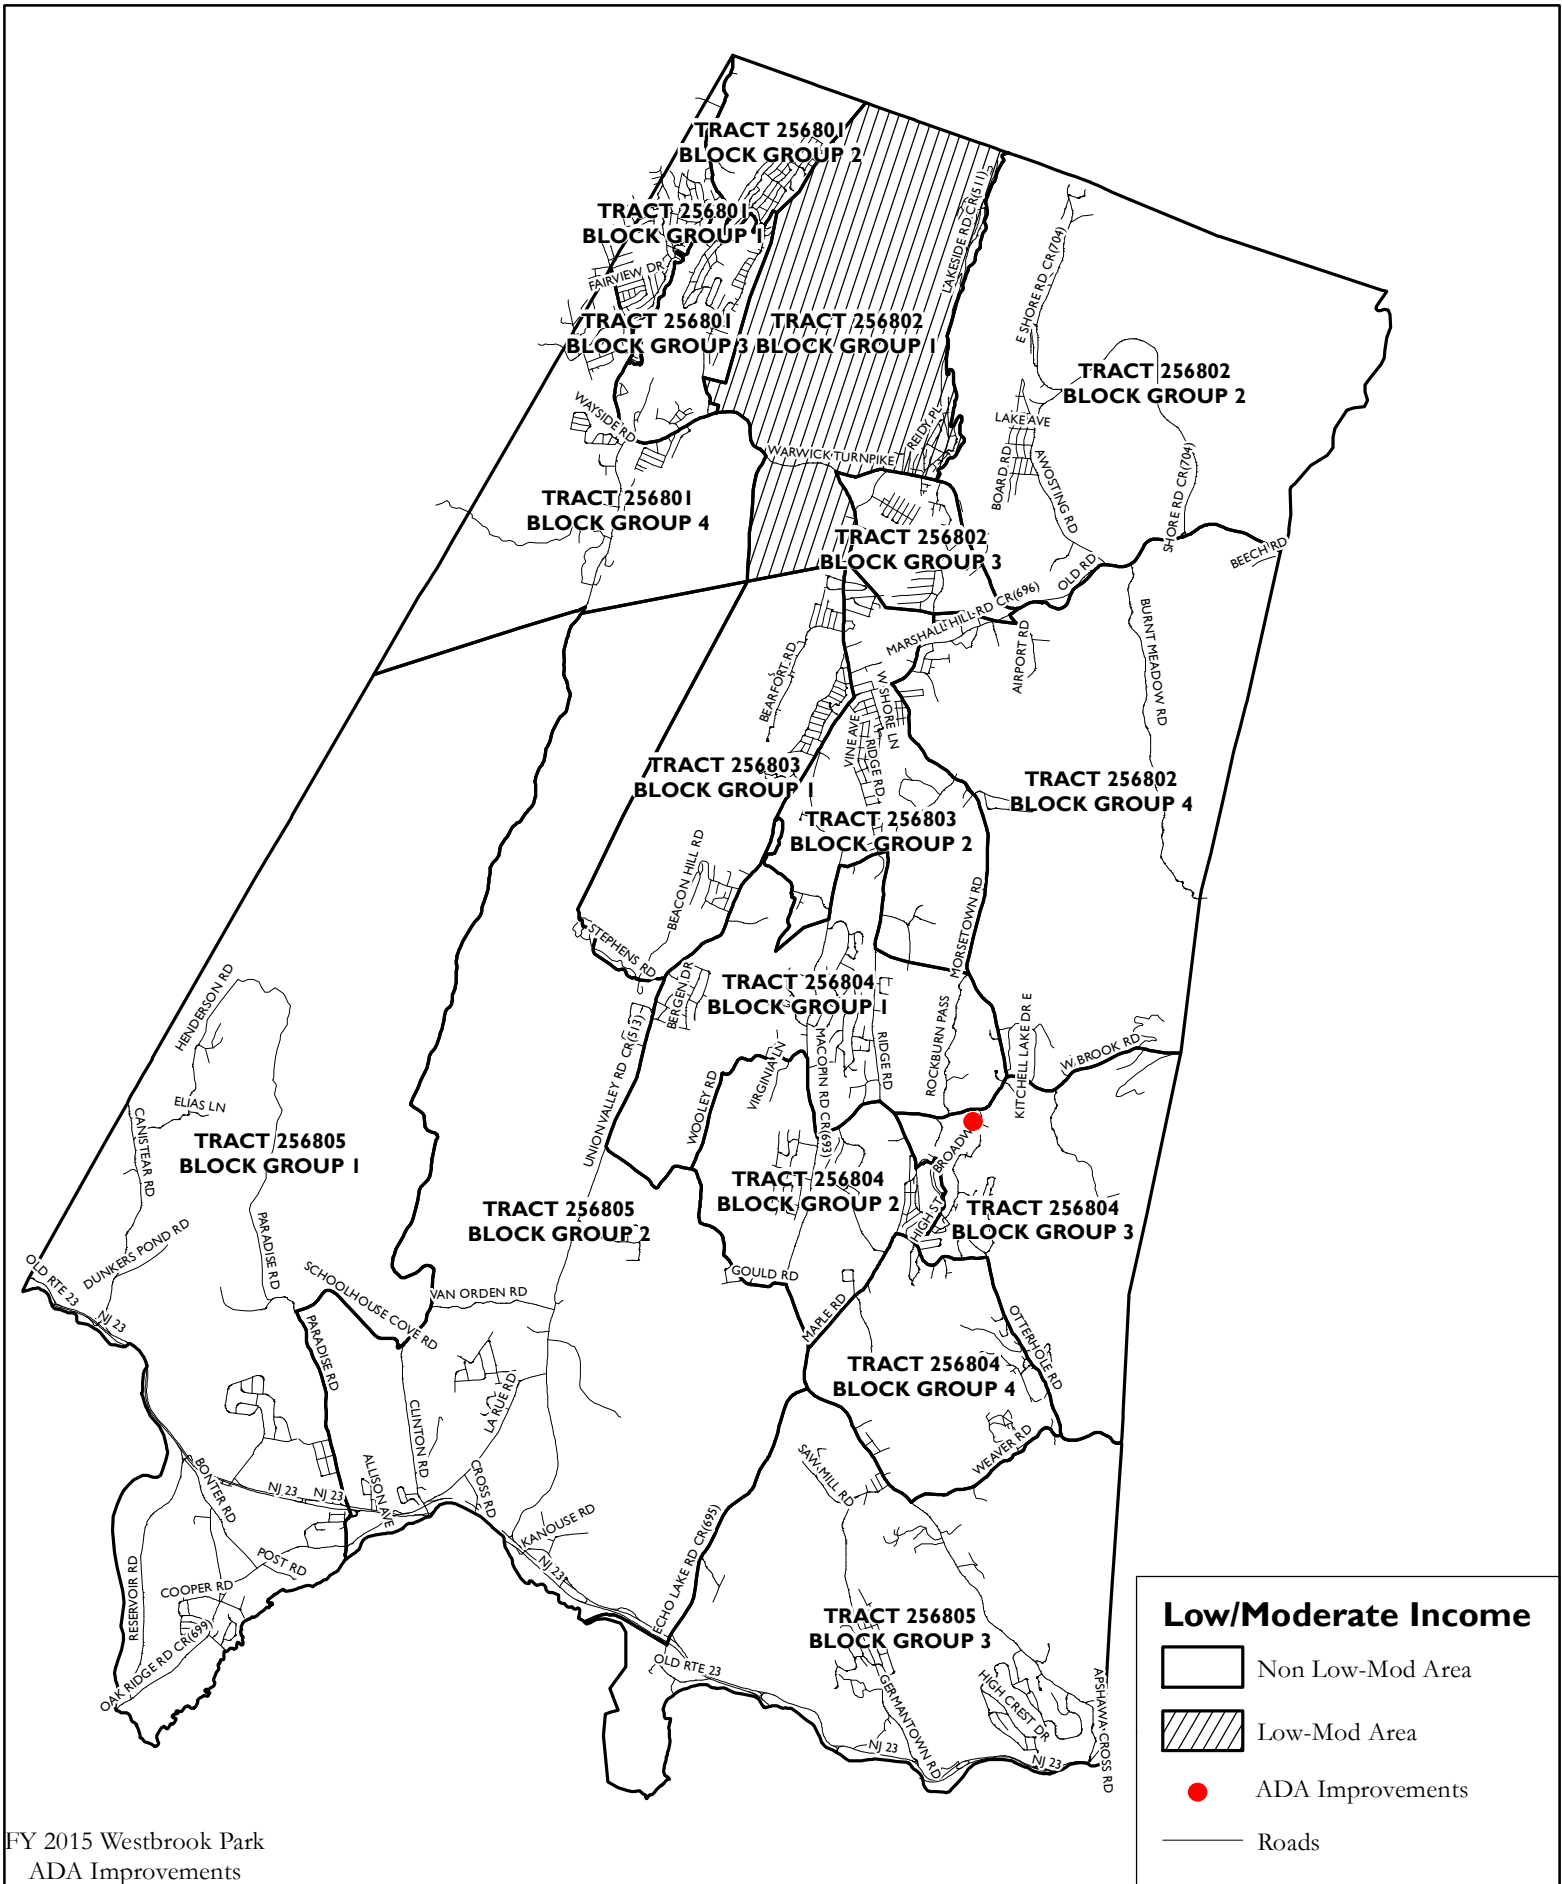 TRACT 256801
BLOCK GROUP 2
TRACT 256801
BLOCK GROUP 1
FAIRVIEW DR
TRACT 256801
BLOCK GROUP 3
TRACT 256802
BLOCK GROUP 1
LAKESIDE RD CR(511)
E SHORE RD CR(704)
TRACT 256802
BLOCK GROUP 2
WAYSIDE RD
LAKE AVE
REIDY PL
WARWICK TURNPIKE
BOARD RD
AWOSTING RD
SHORE RD CR(704)
TRACT 256801
BLOCK GROUP 4
TRACT 256802
BLOCK GROUP 3
BEECH RD
OLD RD
MARSHALL HILL RD CR(696)
AIRPORT RD
BURNT MEADOW RD
BEARFORT RD
W SHORE LN
VINE AVE
RIDGE RD
TRACT 256803
BLOCK GROUP 1
TRACT 256802
BLOCK GROUP 4
TRACT 256803
BLOCK GROUP 2
BEACON HILL RD
MORSETOWN RD
STEPHENS RD
BERGEN DR
TRACT 256804
BLOCK GROUP 1
HENDERSON RD
UNION VALLEY RD CR(513)
VIRGINIA LN
MACOPIN RD CR(693)
RIDGE RD
ROCKBURN PASS
KITCHELL LAKE DR E
W BROOK RD
WOOLEY RD
ELIAS LN
CANISTEAR RD
TRACT 256805
BLOCK GROUP 1
BROADW
TRACT 256804
BLOCK GROUP 2
HIGH ST
TRACT 256804
BLOCK GROUP 3
TRACT 256805
BLOCK GROUP 2
PARADISE RD
DUNKERS POND RD
OLD RTE 23
NJ 23
SCHOOLHOUSE COVE RD
VAN ORDEN RD
GOULD RD
MAPLE RD
OTTERHOLE RD
PARADISE RD
TRACT 256804
BLOCK GROUP 4
LA RUE RD
CLINTON RD
WEAVER RD
SAW MILL RD
BONTER RD
NJ 23
NJ 23
ALLISON AVE
CROSS RD
KANOUSE RD
NJ 23
ECHO LAKE RD CR(695)
POST RD
COOPER RD
RESERVOIR RD
OAK RIDGE RD CR(699)
TRACT 256805
BLOCK GROUP 3
OLD RTE 23
GERMANTOWN RD
HIGH CREST DR
APSHAWA CROSS RD
NJ 23
NJ 23
Low/Moderate Income
Non Low-Mod Area
Low-Mod Area
ADA Improvements
Roads
FY 2015 Westbrook Park
ADA Improvements